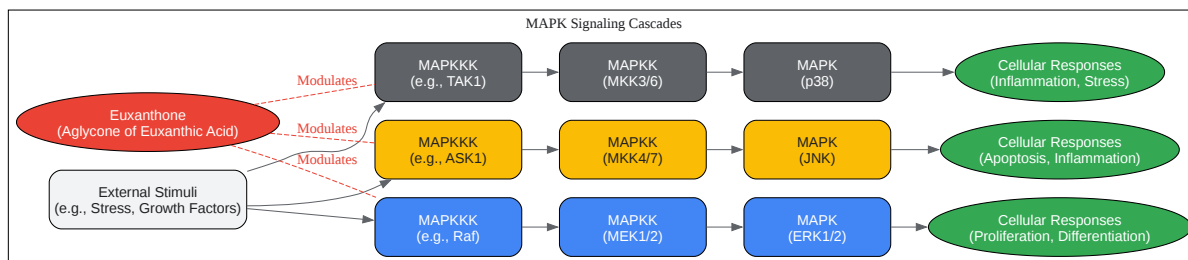 MAPK Signaling Cascades
MAPKKK
(e.g., TAK1)
MAPKK
(MKK3/6)
MAPK
(p38)
Cellular Responses
(Inflammation, Stress)
Modulates
Euxanthone
(Aglycone of Euxanthic Acid)
Modulates
MAPKKK
(e.g., ASK1)
MAPKK
(MKK4/7)
MAPK
(JNK)
Cellular Responses
(Apoptosis, Inflammation)
Modulates
External Stimuli
(e.g., Stress, Growth Factors)
MAPKKK
(e.g., Raf)
MAPKK
(MEK1/2)
MAPK
(ERK1/2)
Cellular Responses
(Proliferation, Differentiation)